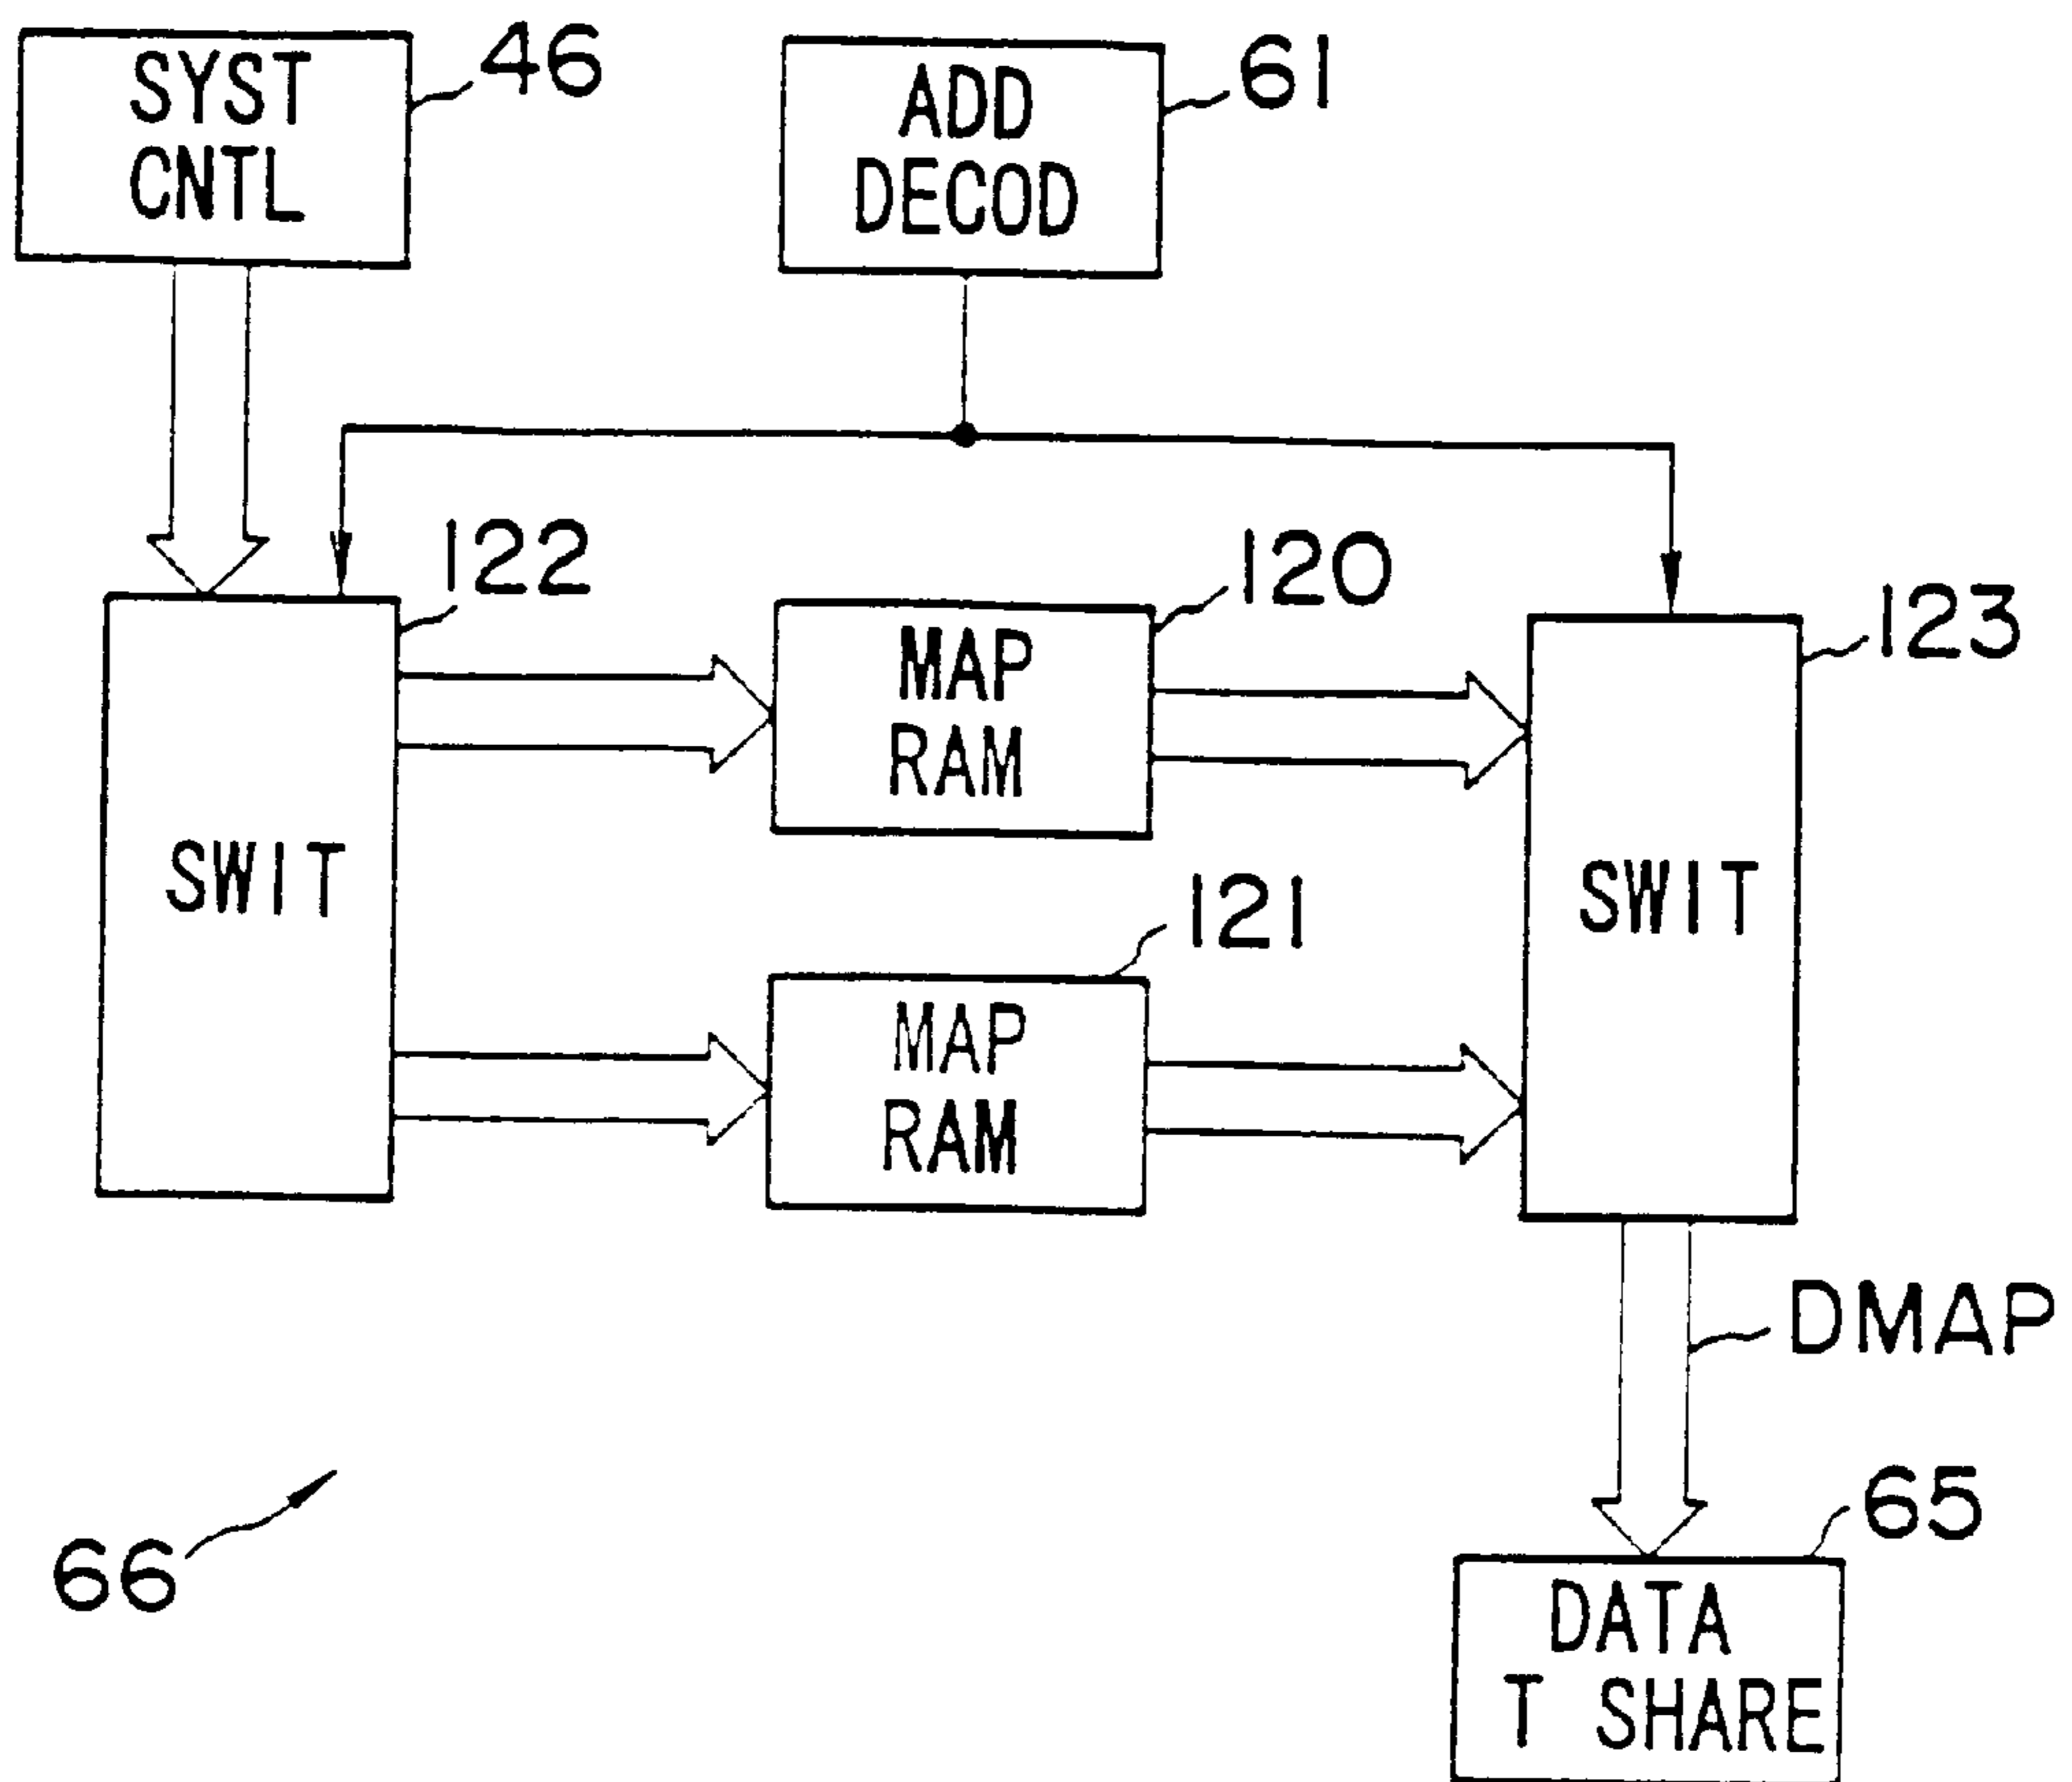 SYST
CNTL
46
ADD
DECOD
61
122
120
123
MAP
RAM
SWIT
SWIT
121
MAP
RAM
DMAP
66
65
DATA
T SHARE